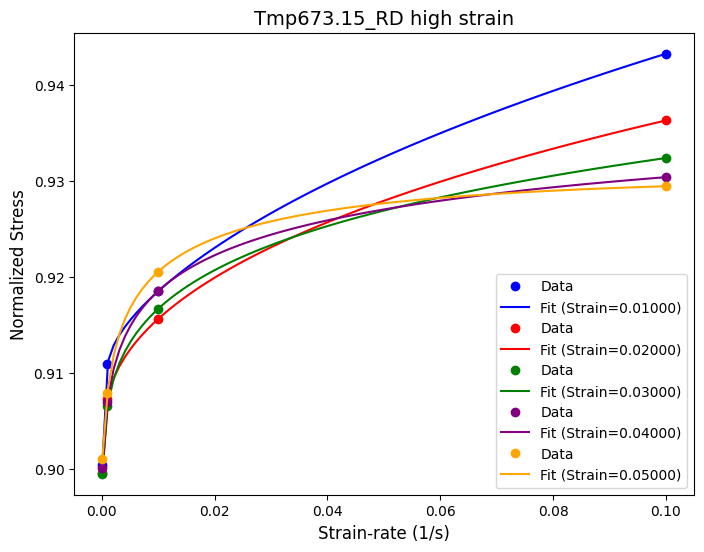 Tmp673.15_RD high strain
Normalized Stress
0.94
0.93
0.92
0.91
0.90
0.00
0.02
0.04
0.06
0.08
0.10
Strain-rate (1/s)
Data
Fit (Strain=0.01000)
Data
Fit (Strain=0.02000)
Data
Fit (Strain=0.03000)
Data
Fit (Strain=0.04000)
Data
Fit (Strain=0.05000)